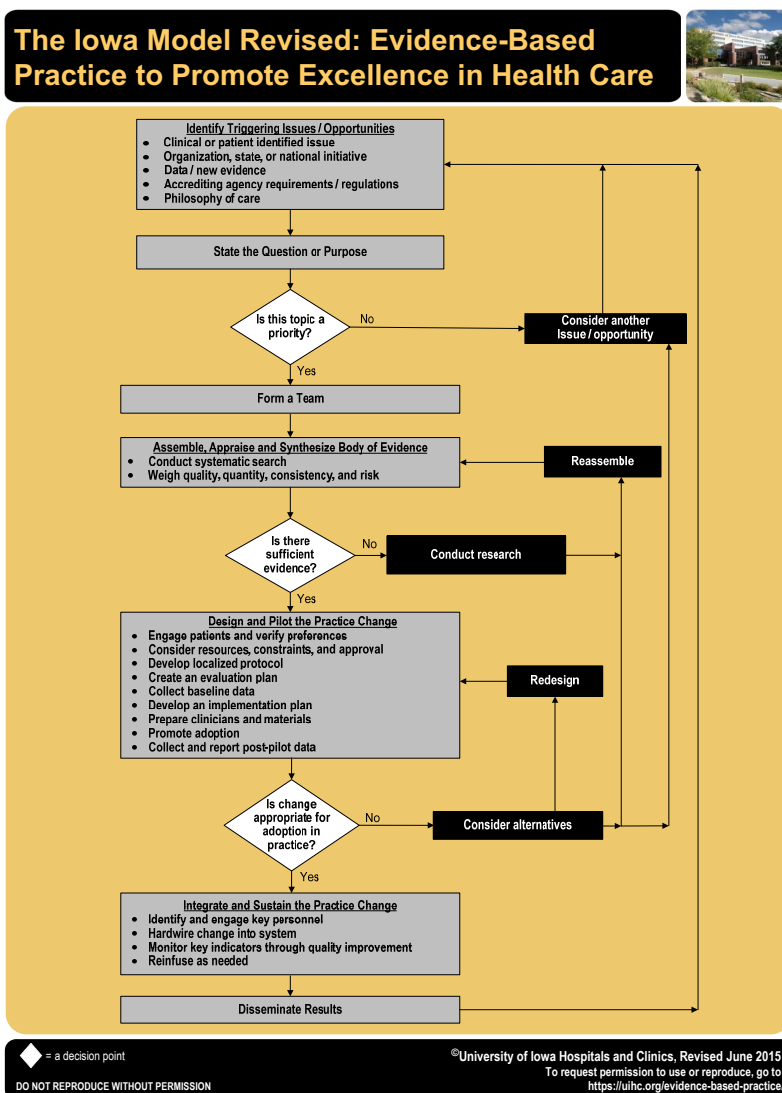 The Iowa Model Revised: Evidence-Based
Practice to Promote Excellence in Health Care
Identify Triggering Issues / Opportunities
• Clinical or patient identified issue
• Organization, state, or national initiative
• Data / new evidence
• Accrediting agency requirements / regulations
• Philosophy of care
State the Question or Purpose
Is this topic a
priority?
No
Consider another
Issue / opportunity
Yes
Form a Team
Assemble, Appraise and Synthesize Body of Evidence
• Conduct systematic search
• Weigh quality, quantity, consistency, and risk
Reassemble
Is there
sufficient
evidence?
No
Conduct research
Yes
Design and Pilot the Practice Change
• Engage patients and verify preferences
• Consider resources, constraints, and approval
• Develop localized protocol
• Create an evaluation plan
• Collect baseline data
• Develop an implementation plan
• Prepare clinicians and materials
• Promote adoption
• Collect and report post-pilot data
Redesign
Is change
appropriate for
adoption in
practice?
No
Consider alternatives
Yes
Integrate and Sustain the Practice Change
• Identify and engage key personnel
• Hardwire change into system
• Monitor key indicators through quality improvement
• Reinfuse as needed
Disseminate Results
= a decision point
©University of Iowa Hospitals and Clinics, Revised June 2015
To request permission to use or reproduce, go to
https://uihc.org/evidence-based-practice/
DO NOT REPRODUCE WITHOUT PERMISSION